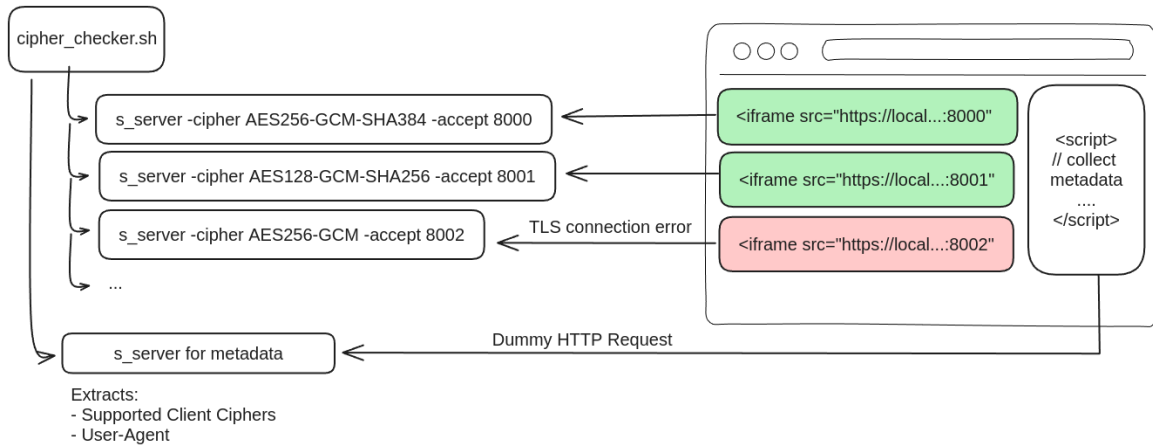 cipher_checker.sh
s_server -cipher AES256-GCM-SHA384 -accept 8000
s_server -cipher AES128-GCM-SHA256 -accept 8001
s_server -cipher AES256-GCM -accept 8002
...
TLS connection error
<iframe src="https://local...:8000"
<iframe src="https://local...:8001"
<iframe src="https://local...:8002"
<script>
// collect
metadata
....
</script>
Dummy HTTP Request
s_server for metadata
Extracts:
- Supported Client Ciphers
- User-Agent